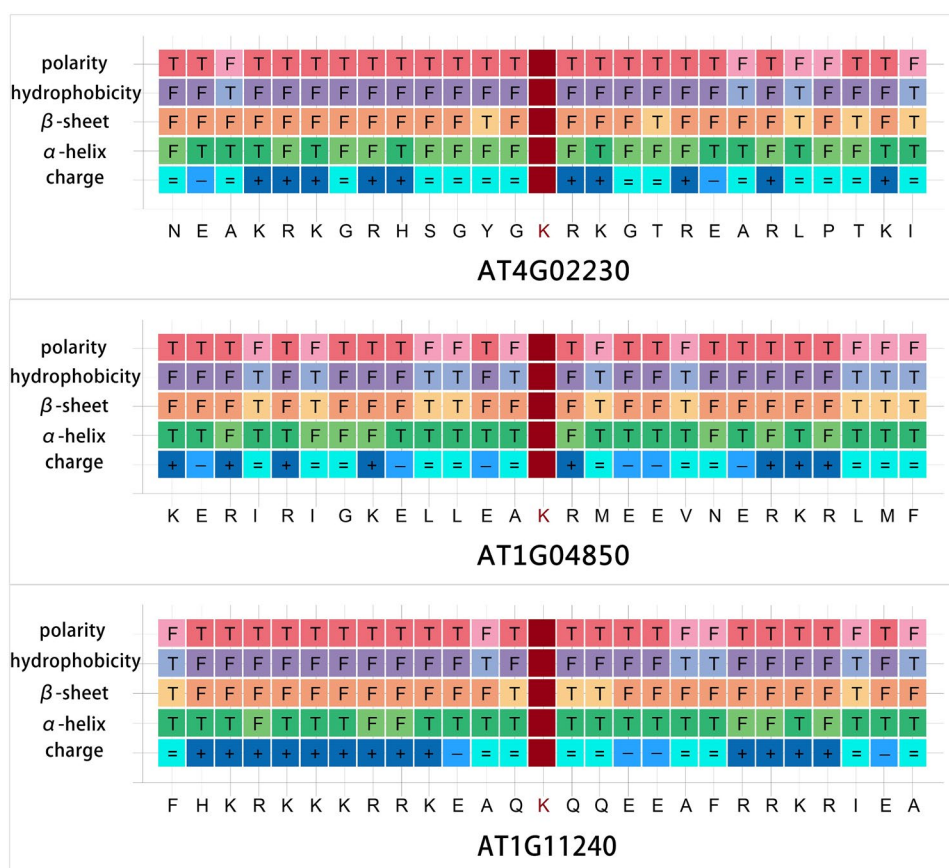 polarity T T F T T T T T T T T T T T T T T T T F T F F T T F
hydrophobicity F F T F F F F F F F F F F F F F F F F T F T F F F T
β-sheet F F F F F F F F F F F T F F F F T F F F F T F T F T
α-helix F T T T F T F F T F F F F F T F F F T T F T F F T T
charge = − = + + + = + + = = = = + + = = + − = + = = = + =
N E A K R K G R H S G Y G K R K G T R E A R L P T K I
AT4G02230
polarity T T T F T F T T T F F T F T F T T F T T T T T F F F
hydrophobicity F F F T F T F F F T T F T F T F F T F F F F F T T T
β-sheet F F F T F T F F F T T F F F T F F T F F F F F T T T
α-helix T T F T T F F F T T T T T F T T T T F T F T F T T T
charge + − + = + = = + − = = − = + = − − = = − + + + = = =
K E R I R I G K E L L E A K R M E E V N E R K R L M F
AT1G04850
polarity F T T T T T T T T T T F T T T T T F F T T T T F T F
hydrophobicity T F F F F F F F F F F T F F F F F T T F F F F T F T
β-sheet T F F F F F F F F F F F T T T F F F F F F F F T F F
α-helix T T T F T T T F F T T T T T T T T T T F F T F T T T
charge = + + + + + + + + + − = = = = − − = = + + + + = − =
F H K R K K K R R K E A Q K Q Q E E A F R R K R I E A
AT1G11240